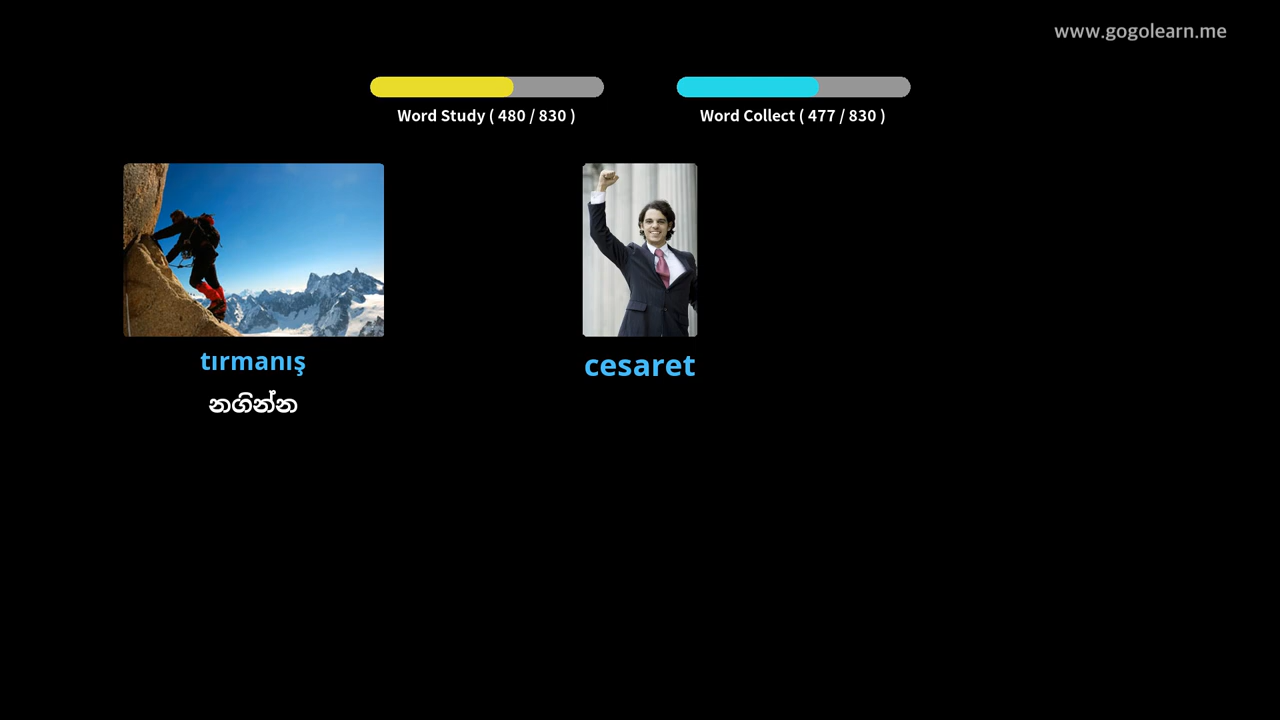 www.gogolearn.me
Word Study ( 480 / 830 )
Word Collect ( 477 / 830 )
tırmanış
නගින්න
cesaret